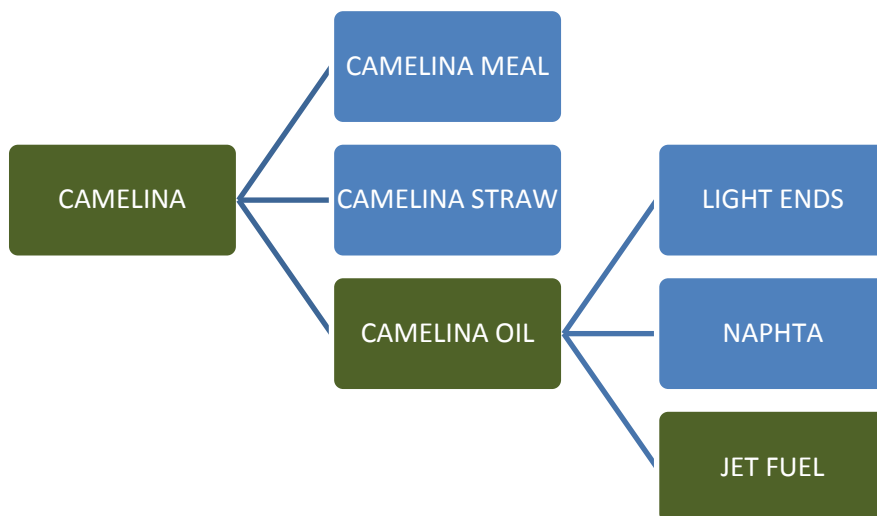 CAMELINA MEAL
CAMELINA
CAMELINA STRAW
LIGHT ENDS
CAMELINA OIL
NAPHTA
JET FUEL